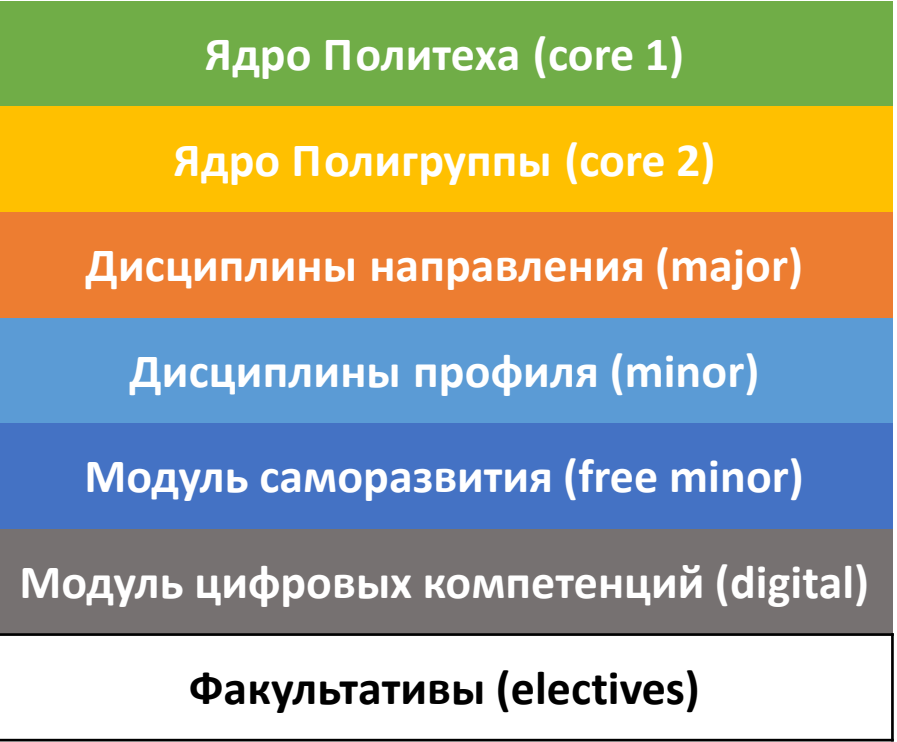 Ядро Политеха (core 1)
Ядро Полигруппы (core 2)
Дисциплины направления (major)
Дисциплины профиля (minor)
Модуль саморазвития (free minor)
Модуль цифровых компетенций (digital)
Факультативы (electives)